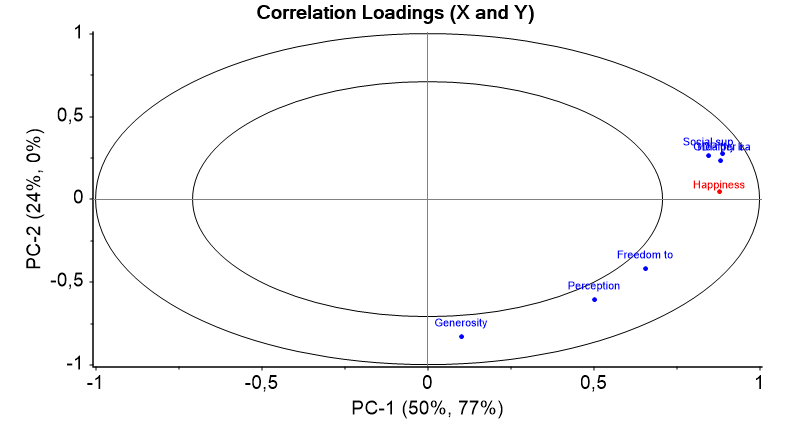 Correlation Loadings (X and Y)
1
0,5
0
-0,5
-1
PC-2 (24%, 0%)
Social sup
Happiness
Freedom to
Perception
Generosity
-1
-0,5
0
0,5
1
PC-1 (50%, 77%)